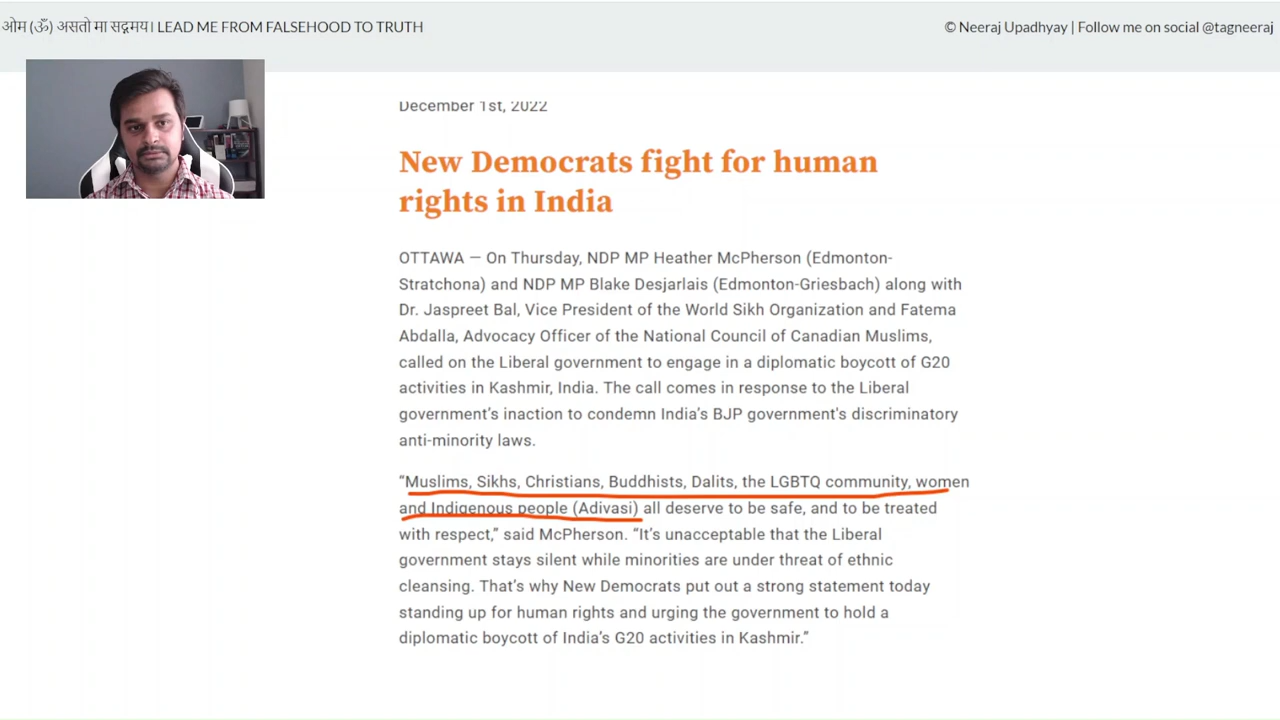 ओम (ॐ) असतो मा सद्गमय। LEAD ME FROM FALSEHOOD TO TRUTH
© Neeraj Upadhyay | Follow me on social @tagneeraj
December 1st, 2022
New Democrats fight for human
rights in India
OTTAWA — On Thursday, NDP MP Heather McPherson (Edmonton-
Stratchona) and NDP MP Blake Desjarlais (Edmonton-Griesbach) along with
Dr. Jaspreet Bal, Vice President of the World Sikh Organization and Fatema
Abdalla, Advocacy Officer of the National Council of Canadian Muslims,
called on the Liberal government to engage in a diplomatic boycott of G20
activities in Kashmir, India. The call comes in response to the Liberal
government’s inaction to condemn India’s BJP government's discriminatory
anti-minority laws.
“Muslims, Sikhs, Christians, Buddhists, Dalits, the LGBTQ community, women
and Indigenous people (Adivasi) all deserve to be safe, and to be treated
with respect,” said McPherson. “It’s unacceptable that the Liberal
government stays silent while minorities are under threat of ethnic
cleansing. That’s why New Democrats put out a strong statement today
standing up for human rights and urging the government to hold a
diplomatic boycott of India’s G20 activities in Kashmir.”